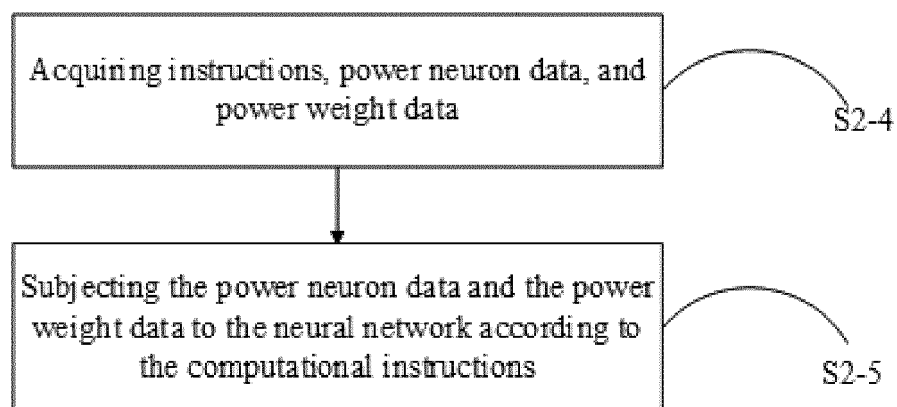 Acquiring instructions, power neuron data, and
power weight data
S2-4
Subjecting the power neuron data and the power
weight data to the neural network according to
the computational instructions
S2-5